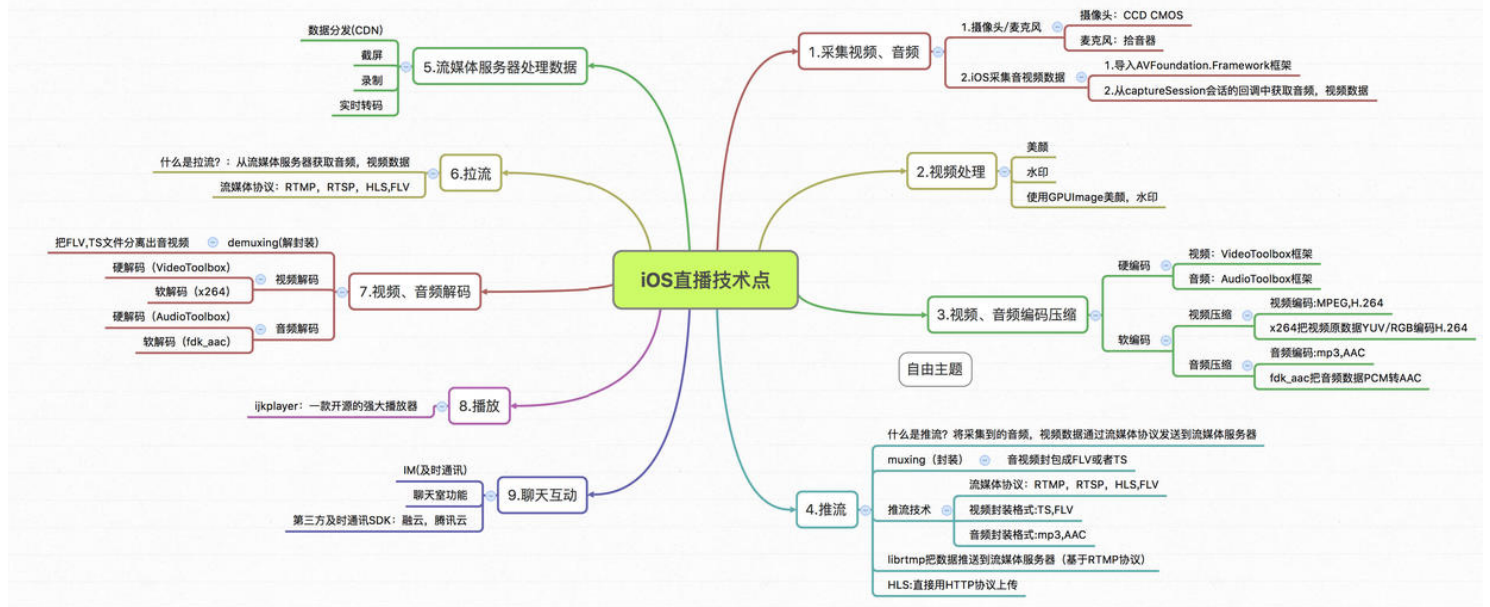 iOS直播技术点
1.采集视频、音频
1.摄像头/麦克风
摄像头：CCD CMOS
麦克风：拾音器
2.iOS采集音视频数据
1.导入AVFoundation.Framework框架
2.从captureSession会话的回调中获取音频，视频数据
2.视频处理
美颜
水印
使用GPUImage美颜，水印
3.视频、音频编码压缩
硬编码
视频：VideoToolbox框架
音频：AudioToolbox框架
软编码
视频压缩
视频编码:MPEG,H.264
x264把视频原数据YUV/RGB编码H.264
音频压缩
音频编码:mp3,AAC
fdk_aac把音频数据PCM转AAC
自由主题
4.推流
什么是推流？将采集到的音频，视频数据通过流媒体协议发送到流媒体服务器
muxing（封装）
音视频封包成FLV或者TS
推流技术
流媒体协议：RTMP，RTSP，HLS,FLV
视频封装格式:TS,FLV
音频封装格式:mp3,AAC
librtmp把数据推送到流媒体服务器（基于RTMP协议）
HLS:直接用HTTP协议上传
5.流媒体服务器处理数据
数据分发(CDN)
截屏
录制
实时转码
6.拉流
什么是拉流？：从流媒体服务器获取音频，视频数据
流媒体协议：RTMP，RTSP，HLS,FLV
7.视频、音频解码
demuxing(解封装)
把FLV,TS文件分离出音视频
视频解码
硬解码（VideoToolbox）
软解码（x264）
音频解码
硬解码（AudioToolbox）
软解码（fdk_aac）
8.播放
ijkplayer：一款开源的强大播放器
9.聊天互动
IM(及时通讯)
聊天室功能
第三方及时通讯SDK：融云，腾讯云